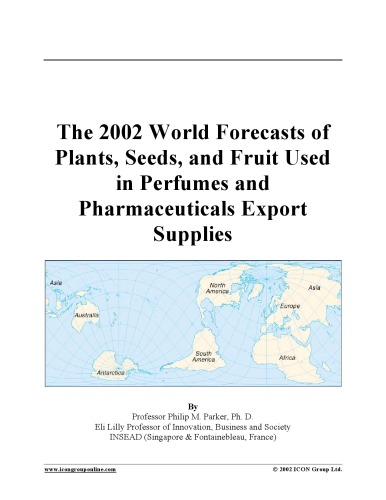 The 2002 World Forecasts of
Plants, Seeds, and Fruit Used
in Perfumes and
Pharmaceuticals Export
Supplies
Asia
North
America
Asia
Europe
Australia
South
America
Africa
Antarctica
By
Professor Philip M. Parker, Ph. D.
Eli Lilly Professor of Innovation, Business and Society
INSEAD (Singapore & Fontainebleau, France)
www.icongrouponline.com © 2002 ICON Group Ltd.